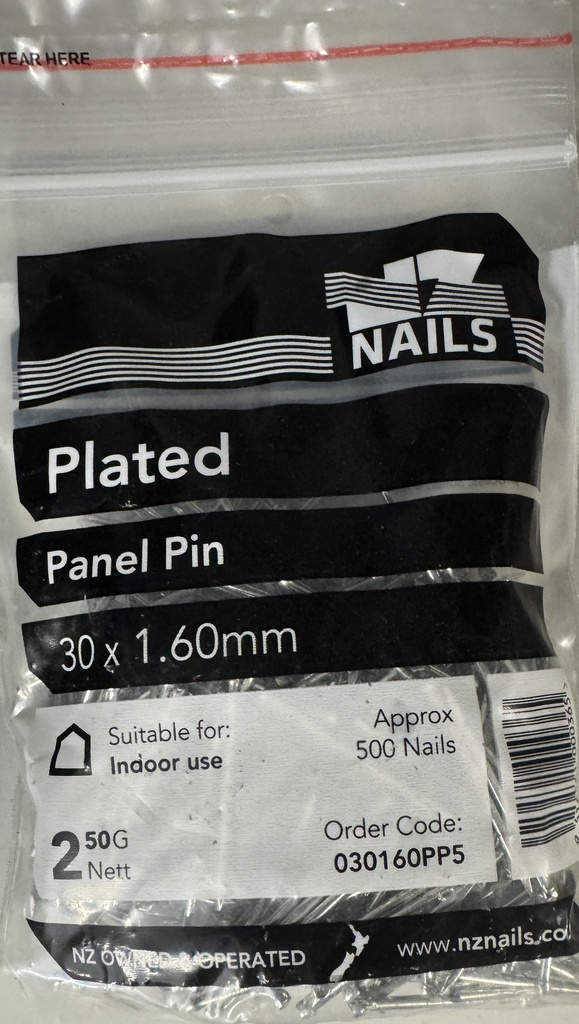 TEAR HERE
NAILS
Plated
Panel Pin
30 x 1.60mm
Suitable for:
Indoor use
Approx
500 Nails
250G
Nett
Order Code:
030160PP5
NZ OWNED & OPERATED
www.nznails.co